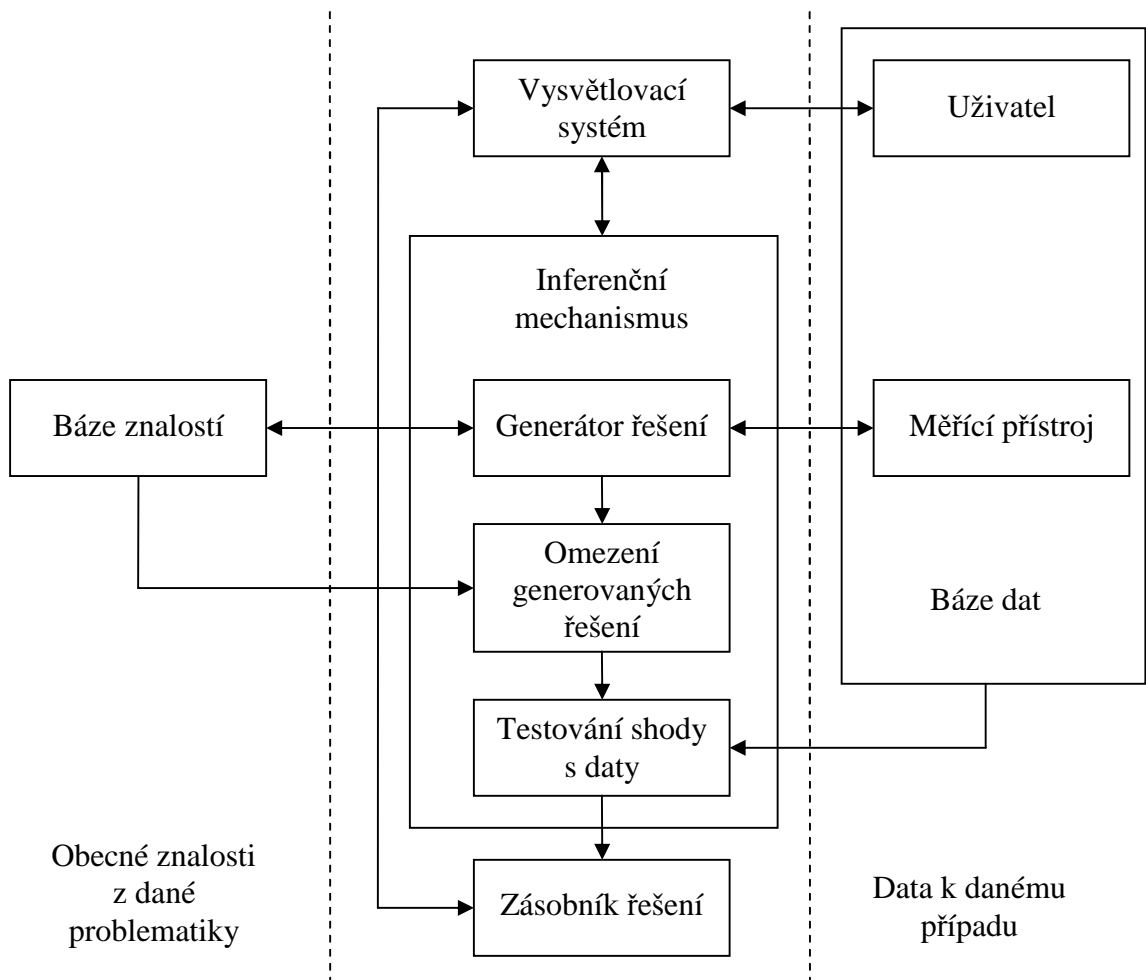 Vysvětlovací
systém
Uživatel
Inferenční
mechanismus
Báze znalostí
Generátor řešení
Měřící přístroj
Omezení
generovaných
řešení
Báze dat
Testování shody
s daty
Obecné znalosti
z dané
problematiky
Zásobník řešení
Data k danému
případu